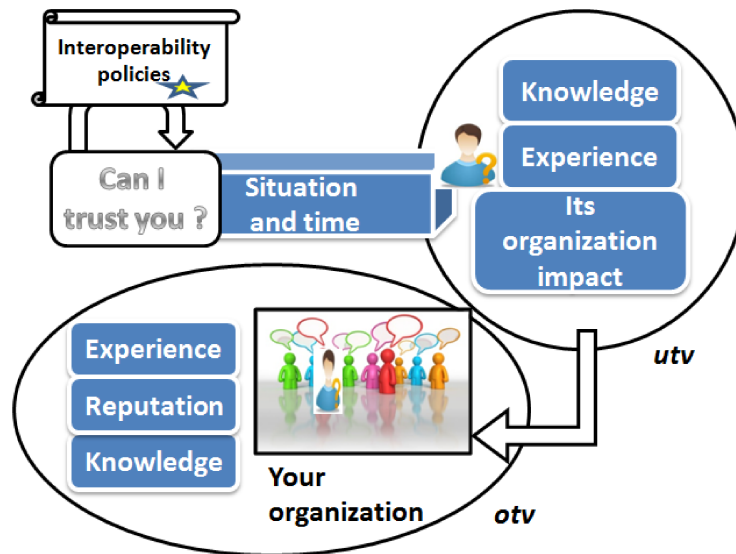 Interoperability
policies
Can I
trust you ?
Situation
and time
Knowledge
Experience
Its
organization
impact
utv
Experience
Reputation
Knowledge
Your
organization
otv